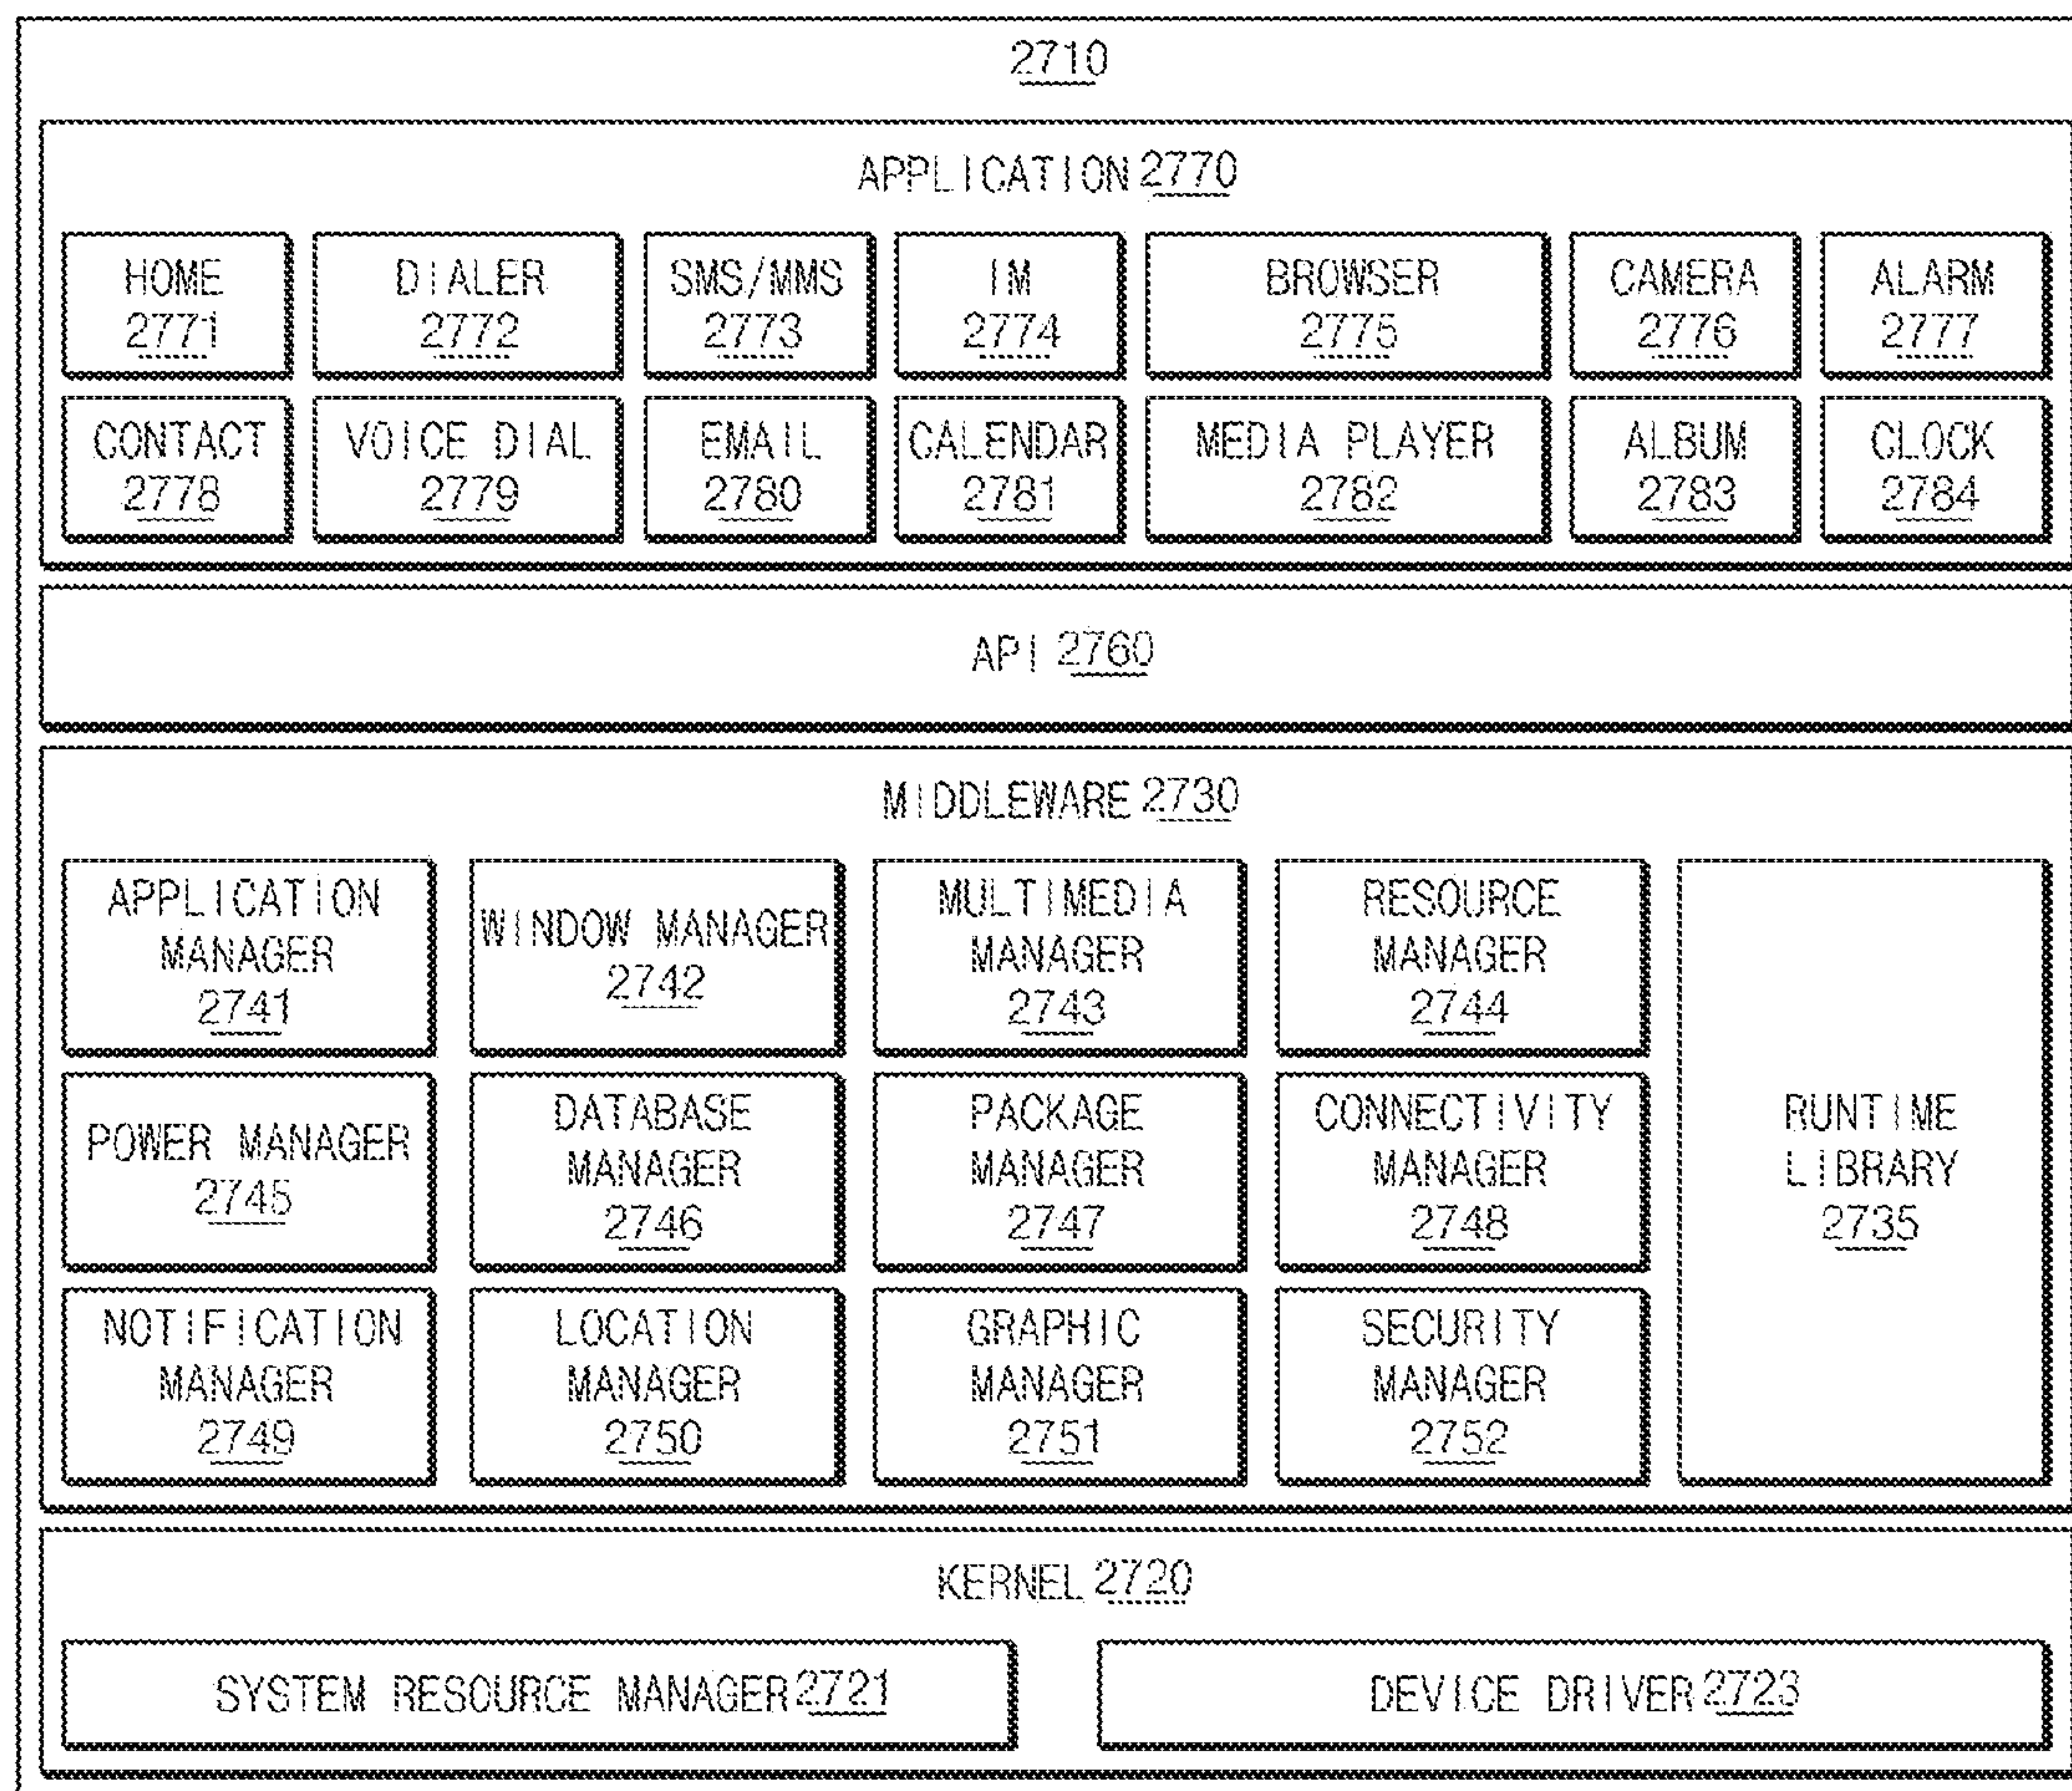 2710
APPLICATION 2770
HOME
2771
DIALER
2772
SMS/MMS
2773
IM
2774
BROWSER
2775
CAMERA
2776
ALARM
2777
CONTACT
2778
VOICE DIAL
2779
EMAIL
2780
CALENDAR
2781
MEDIA PLAYER
2782
ALBUM
2783
CLOCK
2784
API 2760
MIDDLEWARE 2730
APPLICATION
MANAGER
2741
WINDOW MANAGER
2742
MULTIMEDIA
MANAGER
2743
RESOURCE
MANAGER
2744
POWER MANAGER
2745
DATABASE
MANAGER
2746
PACKAGE
MANAGER
2747
CONNECTIVITY
MANAGER
2748
RUNTIME
LIBRARY
2735
NOTIFICATION
MANAGER
2749
LOCATION
MANAGER
2750
GRAPHIC
MANAGER
2751
SECURITY
MANAGER
2752
KERNEL 2720
SYSTEM RESOURCE MANAGER 2721
DEVICE DRIVER 2723